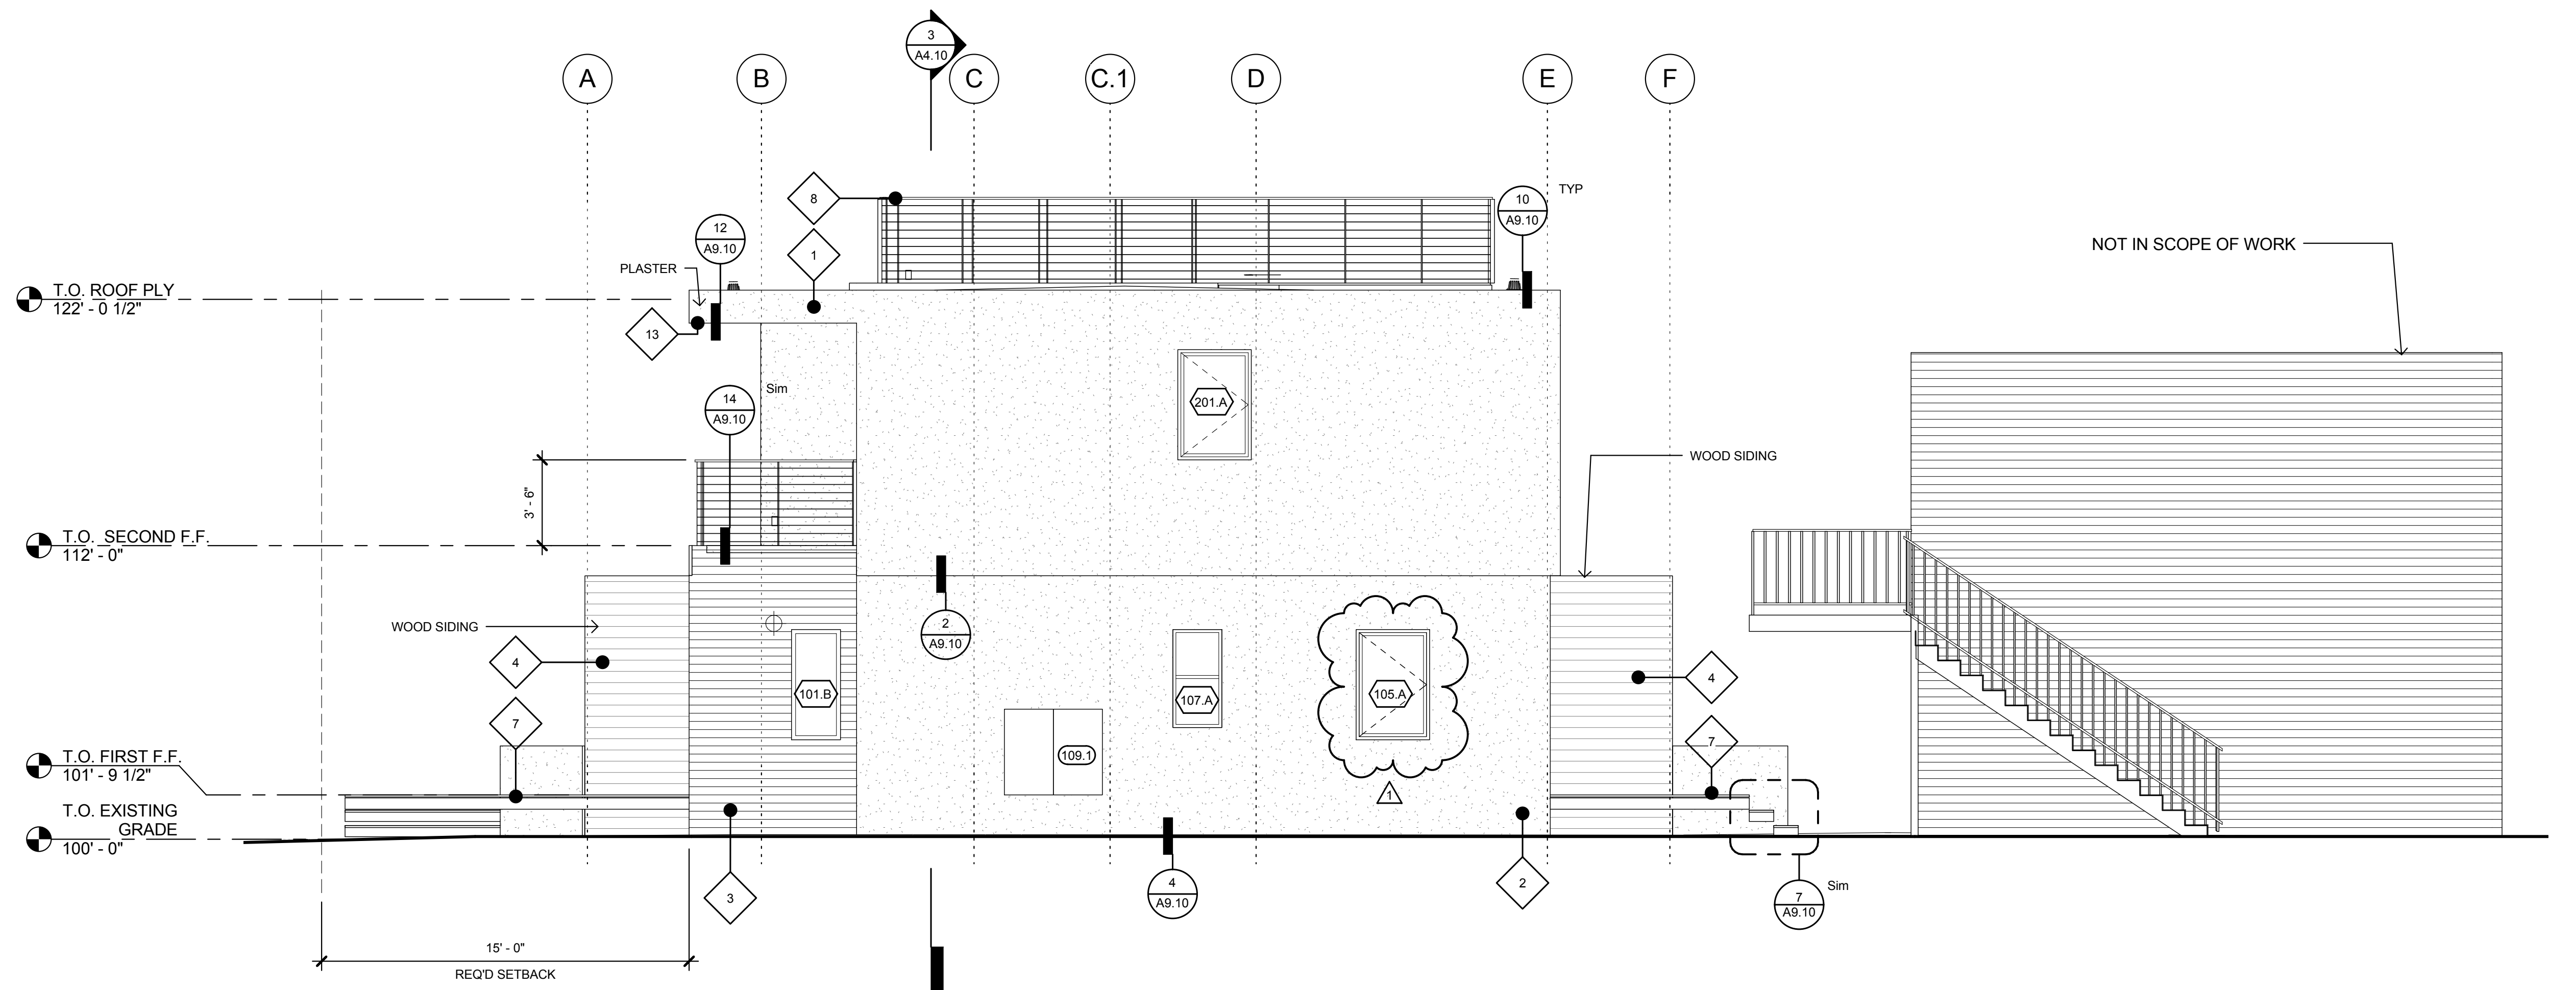 3
A4.10
A
B
C
C.1
D
E
F
8
10
A9.10
TYP
12
A9.10
1
PLASTER
NOT IN SCOPE OF WORK
T.O. ROOF PLY
122' - 0 1/2"
13
14
A9.10
Sim
201.A
WOOD SIDING
3' - 6"
T.O. SECOND F.F.
112' - 0"
WOOD SIDING
2
A9.10
4
4
101.B
107.A
105.A
7
7
109.1
T.O. FIRST F.F.
101' - 9 1/2"
1
T.O. EXISTING
GRADE
100' - 0"
3
4
A9.10
2
7
A9.10
Sim
15' - 0"
REQ'D SETBACK